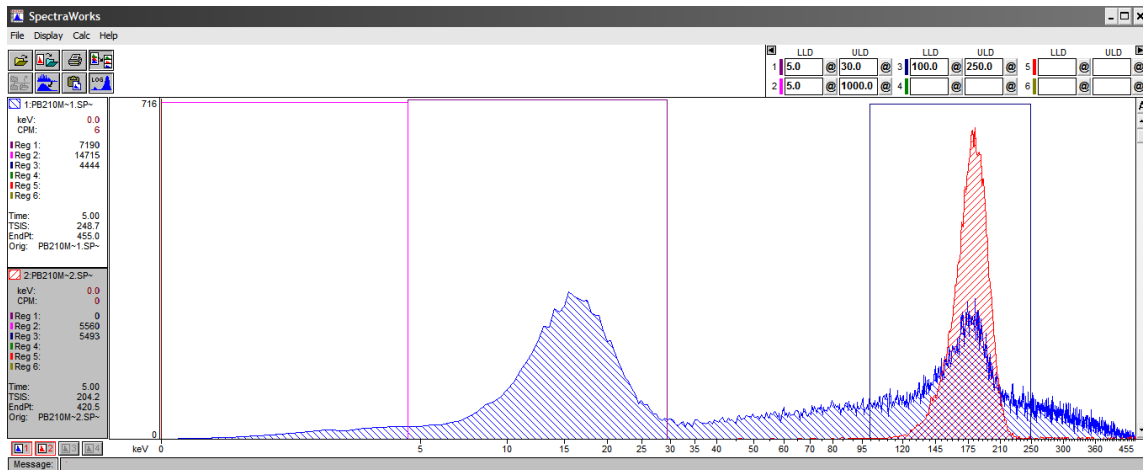 SpectraWorks
File Display Calc Help
LLD ULD LLD ULD LLD ULD
1 5.0 @ 30.0 @ 3 100.0 @ 250.0 @ 5 @ @
2 5.0 @ 1000.0 @ 4 @ @ 6 @ @
LOG
1:PB210M~1.SP~
keV: 0.0
CPM: 6
Reg 1: 7190
Reg 2: 14715
Reg 3: 4444
Reg 4:
Reg 5:
Reg 6:
Time: 5.00
TSIS: 248.7
EndPt: 455.0
Orig: PB210M~1.SP~
2:PB210M~2.SP~
keV: 0.0
CPM: 0
Reg 1: 0
Reg 2: 5560
Reg 3: 5493
Reg 4:
Reg 5:
Reg 6:
Time: 5.00
TSIS: 204.2
EndPt: 420.5
Orig: PB210M~2.SP~
716
0
keV 0 5 10 15 20 25 30 35 40 50 60 70 80 95 120 145 175 210 250 300 360 455
1 2 3 4
Message: